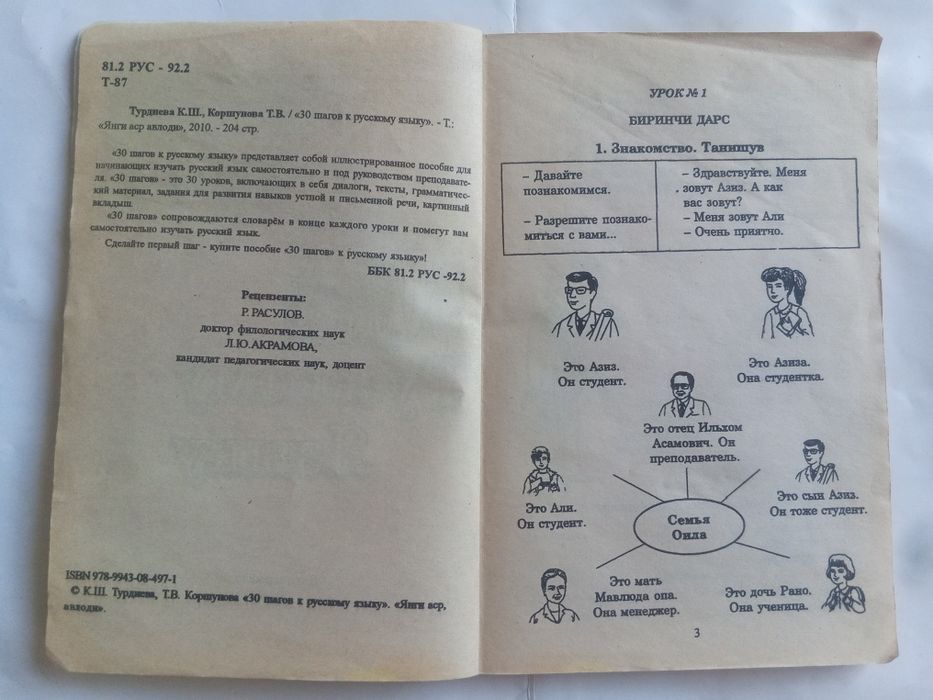 81.2 РУС - 92.2
Т-87
Турдиева К.Ш., Коршунова Т.В. / «30 шагов к русскому языку». - Т.:
«Янги аср авлоди», 2010. - 204 стр.
«30 шагов к русскому языку» представляет собой иллюстрированное пособие для
начинающих изучать русский язык самостоятельно и под руководством преподавате-
ля. «30 шагов» - это 30 уроков, включающих в себя диалоги, тексты, грамматичес-
кий материал, задания для развития навыков устной и письменной речи, картинный
вкладыш.
«30 шагов» сопровождаются словарём в конце каждого уроки и помегут вам
самостоятельно изучать русский язык.
Сделайте первый шаг - купите пособие «30 шагов» к русскому языку»!
ББК 81.2 РУС -92.2
Рецензенты:
Р. РАСУЛОВ.
доктор филологических наук
Л.Ю.АКРАМОВА,
кандидат педагогических наук, доцент
ISBN 978-9943-08-497-1
© К.Ш. Турдиева, Т.В. Коршунова «30 шагов к русскому языку». «Янги аср,
авлоди».
УРОК № 1
БИРИНЧИ ДАРС
1. Знакомство. Танишув
– Давайте
познакомимся.
– Разрешите познако-
миться с вами...
– Здравствуйте. Меня
зовут Азиз. А как
вас зовут?
– Меня зовут Али
– Очень приятно.
Это Азиз.
Он студент.
Это Азиза.
Она студентка.
Это отец Ильхом
Асамович. Он
преподаватель.
Это Али.
Он студент.
Это сын Азиз.
Он тоже студент.
Семья
Оила
Это мать
Мавлюда опа.
Она менеджер.
Это дочь Рано.
Она ученица.
3